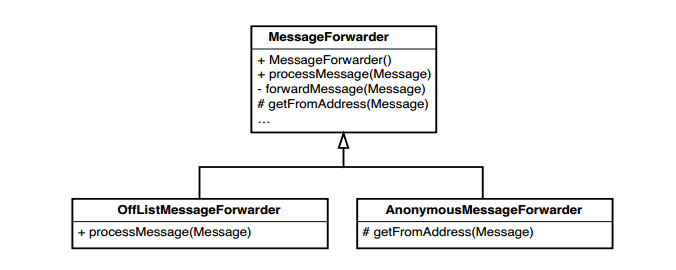 MessageForwarder
+ MessageForwarder()
+ processMessage(Message)
- forwardMessage(Message)
# getFromAddress(Message)
...
OffListMessageForwarder
+ processMessage(Message)
AnonymousMessageForwarder
# getFromAddress(Message)